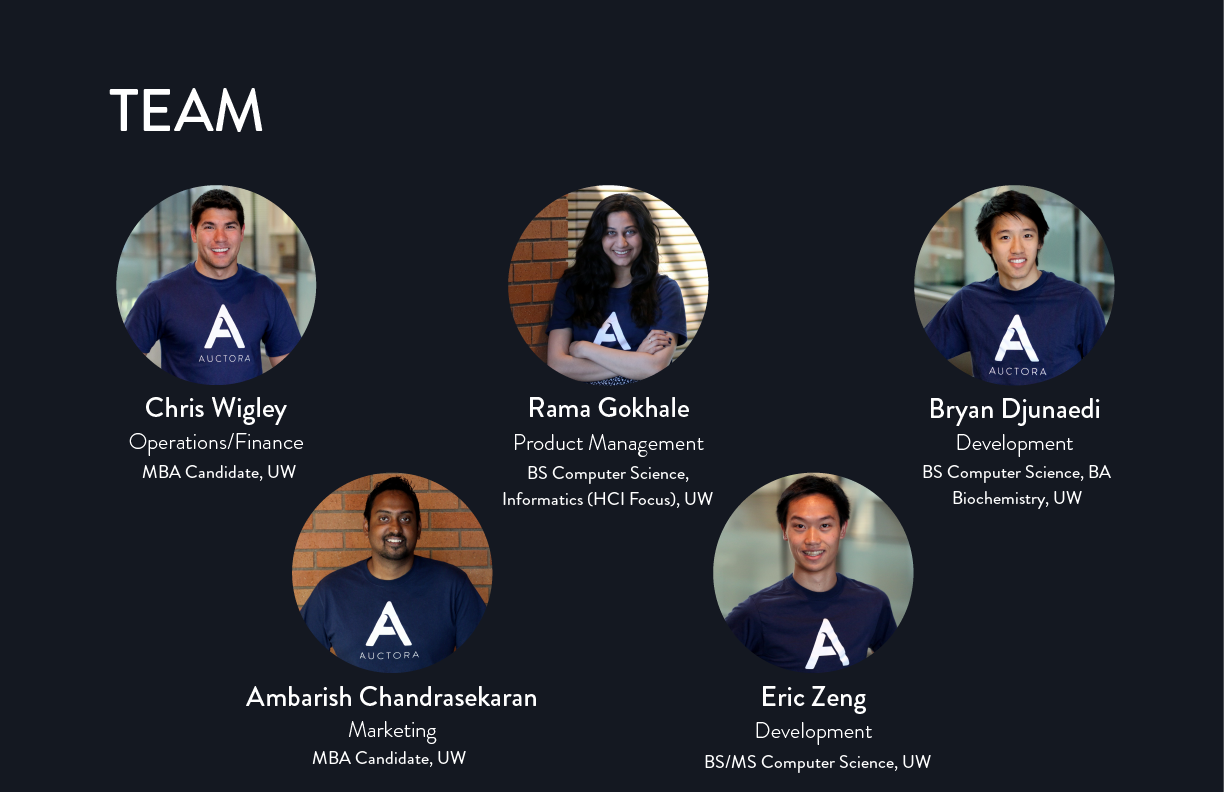 TEAM
AUCTORA
AUCTORA
Chris Wigley
Operations/Finance
MBA Candidate, UW
Rama Gokhale
Product Management
BS Computer Science,
Informatics (HCI Focus), UW
Bryan Djunaedi
Development
BS Computer Science, BA
Biochemistry, UW
AUCTORA
Ambarish Chandrasekaran
Marketing
MBA Candidate, UW
Eric Zeng
Development
BS/MS Computer Science, UW